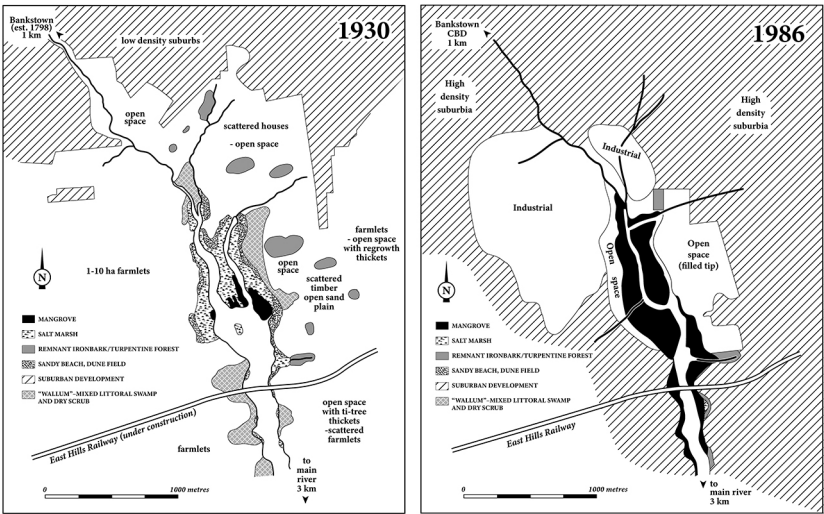 Bankstown
(est. 1798)
1 km
1930
low density suburbs
open
space
scattered houses
- open space
farmlets
- open space
with regrowth
thickets
open
space
scattered
timber
open sand
plain
1-10 ha farmlets
N
MANGROVE
SALT MARSH
REMNANT IRONBARK/TURPENTINE FOREST
SANDY BEACH, DUNE FIELD
SUBURBAN DEVELOPMENT
"WALLUM"-MIXED LITTORAL SWAMP
AND DRY SCRUB
East Hills Railway (under construction)
open space
with ti-tree
thickets
-scattered
farmlets
farmlets
to
main
river
3 km
0
1000 metres
Bankstown
CBD
1 km
1986
High
density
suburbia
High
density
suburbia
Industrial
Industrial
Open
space
Open
space
(filled tip)
N
MANGROVE
SALT MARSH
REMNANT IRONBARK/TURPENTINE FOREST
SANDY BEACH, DUNE FIELD
SUBURBAN DEVELOPMENT
"WALLUM"-MIXED LITTORAL SWAMP
AND DRY SCRUB
East Hills Railway
to
main river
3 km
0
1000 metres